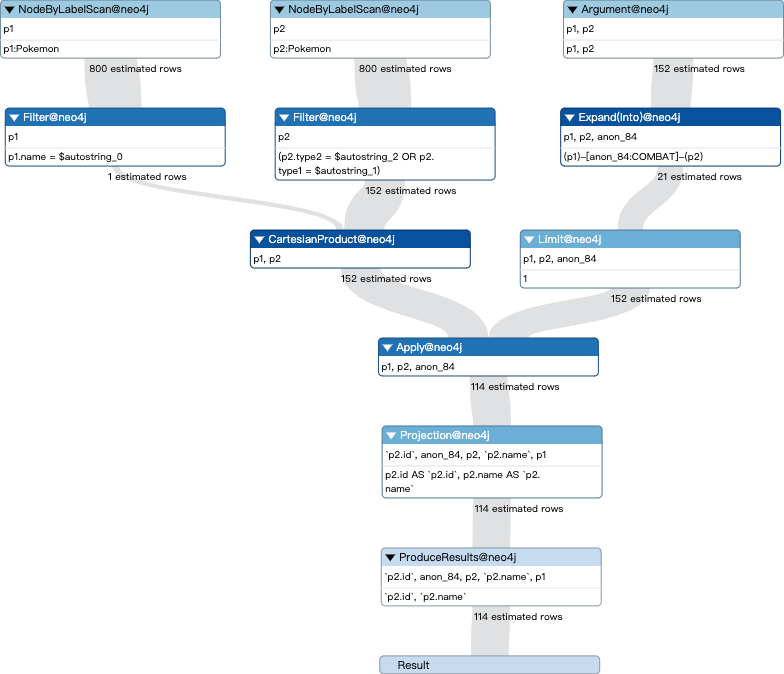 NodeByLabelScan@neo4j
p1
p1:Pokemon
800 estimated rows
NodeByLabelScan@neo4j
p2
p2:Pokemon
800 estimated rows
Argument@neo4j
p1, p2
p1, p2
152 estimated rows
Filter@neo4j
p1
p1.name = $autostring_0
1 estimated rows
Filter@neo4j
p2
(p2.type2 = $autostring_2 OR p2.
type1 = $autostring_1)
152 estimated rows
Expand(Into)@neo4j
p1, p2, anon_84
(p1)-[anon_84:COMBAT]-(p2)
21 estimated rows
CartesianProduct@neo4j
p1, p2
152 estimated rows
Limit@neo4j
p1, p2, anon_84
1
152 estimated rows
Apply@neo4j
p1, p2, anon_84
114 estimated rows
Projection@neo4j
`p2.id`, anon_84, p2, `p2.name`, p1
p2.id AS `p2.id`, p2.name AS `p2.
name`
114 estimated rows
ProduceResults@neo4j
`p2.id`, anon_84, p2, `p2.name`, p1
`p2.id`, `p2.name`
114 estimated rows
Result